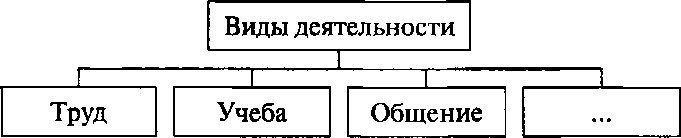 Виды деятельности
Труд
Учеба
Общение
...